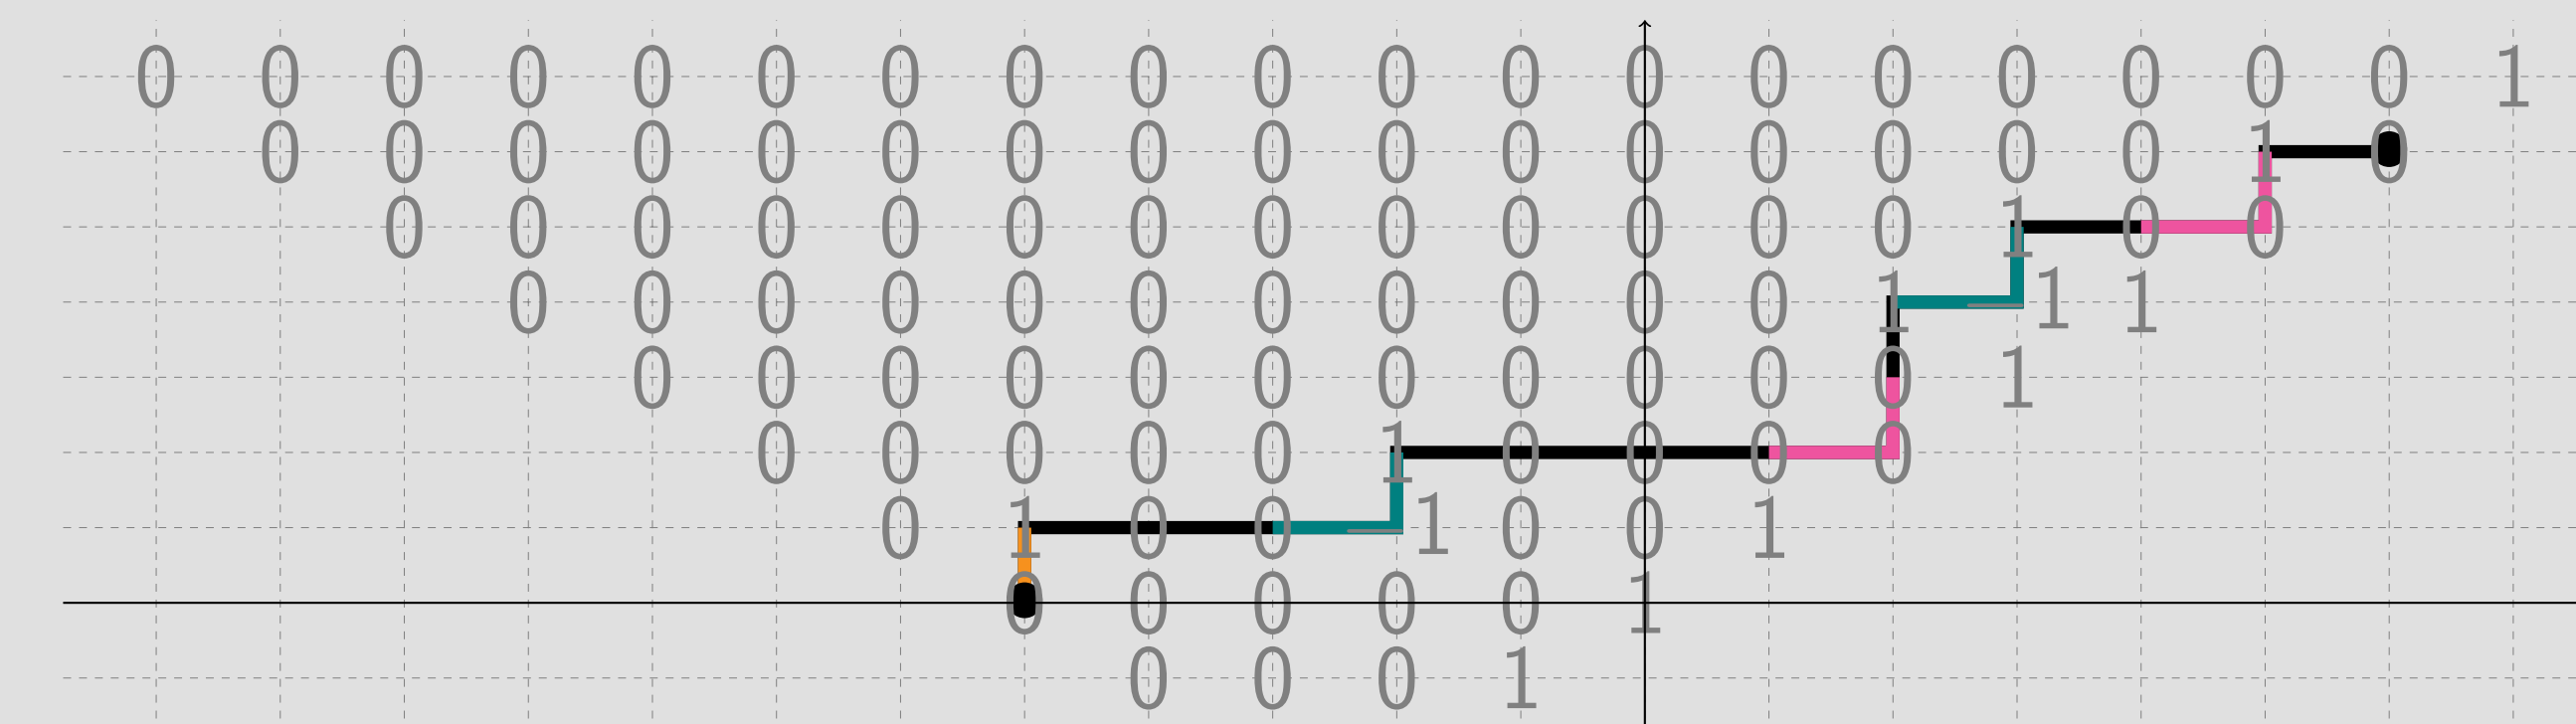 0 0 0 0 0 0 0 0 0 0 0 0 0 0 0 0 0 0 0 1
0 0 0 0 0 0 0 0 0 0 0 0 0 0 0 0 1 0
0 0 0 0 0 0 0 0 0 0 0 0 0 1 0 0
0 0 0 0 0 0 0 0 0 0 0 1 −1 1
0 0 0 0 0 0 0 0 0 0 0 1
0 0 0 0 0 1 0 0 0 0
0 1 0 0 −1 0 0 1
0 0 0 0 0 1
0 0 0 1